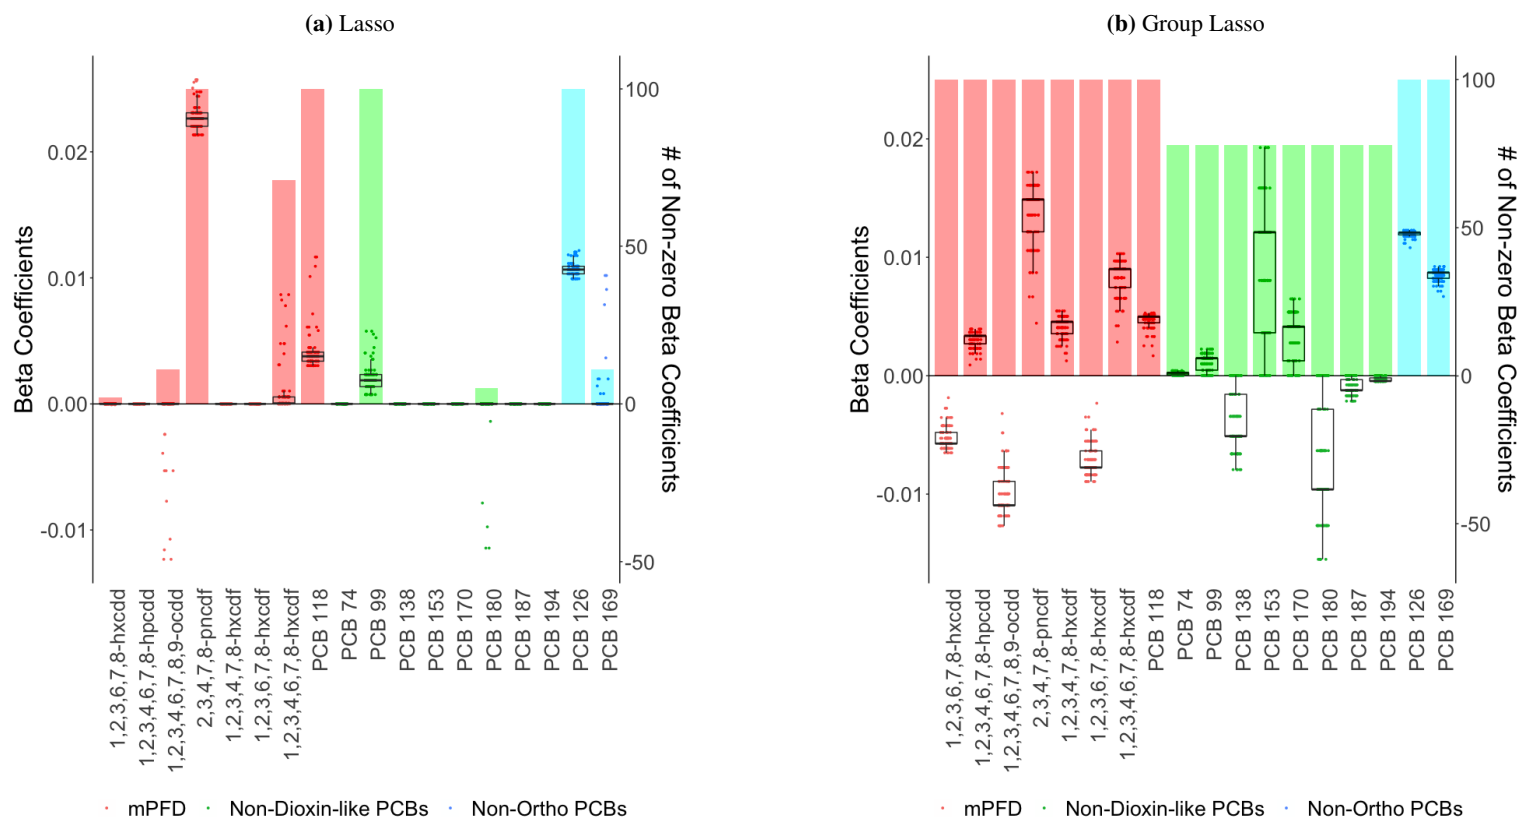 (a) Lasso
0.02
0.01
0.00
-0.01
Beta Coefficients
100
50
0
-50
# of Non-zero Beta Coefficients
1,2,3,6,7,8-hxcdd
1,2,3,4,6,7,8-hpcdd
1,2,3,4,6,7,8,9-ocdd
2,3,4,7,8-pncdf
1,2,3,4,7,8-hxcdf
1,2,3,6,7,8-hxcdf
1,2,3,4,6,7,8-hxcdf
PCB 118
PCB 74
PCB 99
PCB 138
PCB 153
PCB 170
PCB 180
PCB 187
PCB 194
PCB 126
PCB 169
mPFD Non-Dioxin-like PCBs Non-Ortho PCBs
(b) Group Lasso
0.02
0.01
0.00
-0.01
Beta Coefficients
100
50
0
-50
# of Non-zero Beta Coefficients
1,2,3,6,7,8-hxcdd
1,2,3,4,6,7,8-hpcdd
1,2,3,4,6,7,8,9-ocdd
2,3,4,7,8-pncdf
1,2,3,4,7,8-hxcdf
1,2,3,6,7,8-hxcdf
1,2,3,4,6,7,8-hxcdf
PCB 118
PCB 74
PCB 99
PCB 138
PCB 153
PCB 170
PCB 180
PCB 187
PCB 194
PCB 126
PCB 169
mPFD Non-Dioxin-like PCBs Non-Ortho PCBs